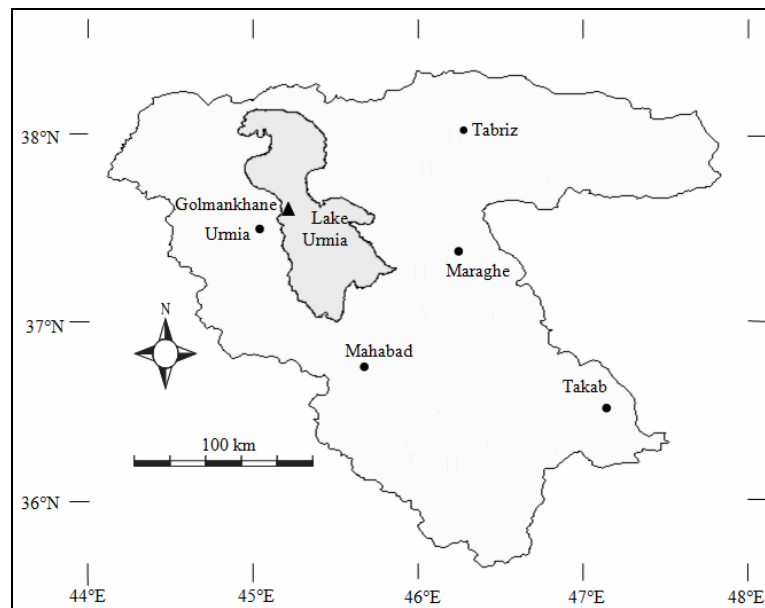 38°N
Tabriz
Golmankhane
Lake
Urmia
Urmia
Maraghe
N
37°N
Mahabad
Takab
100 km
36°N
44°E
45°E
46°E
47°E
48°E